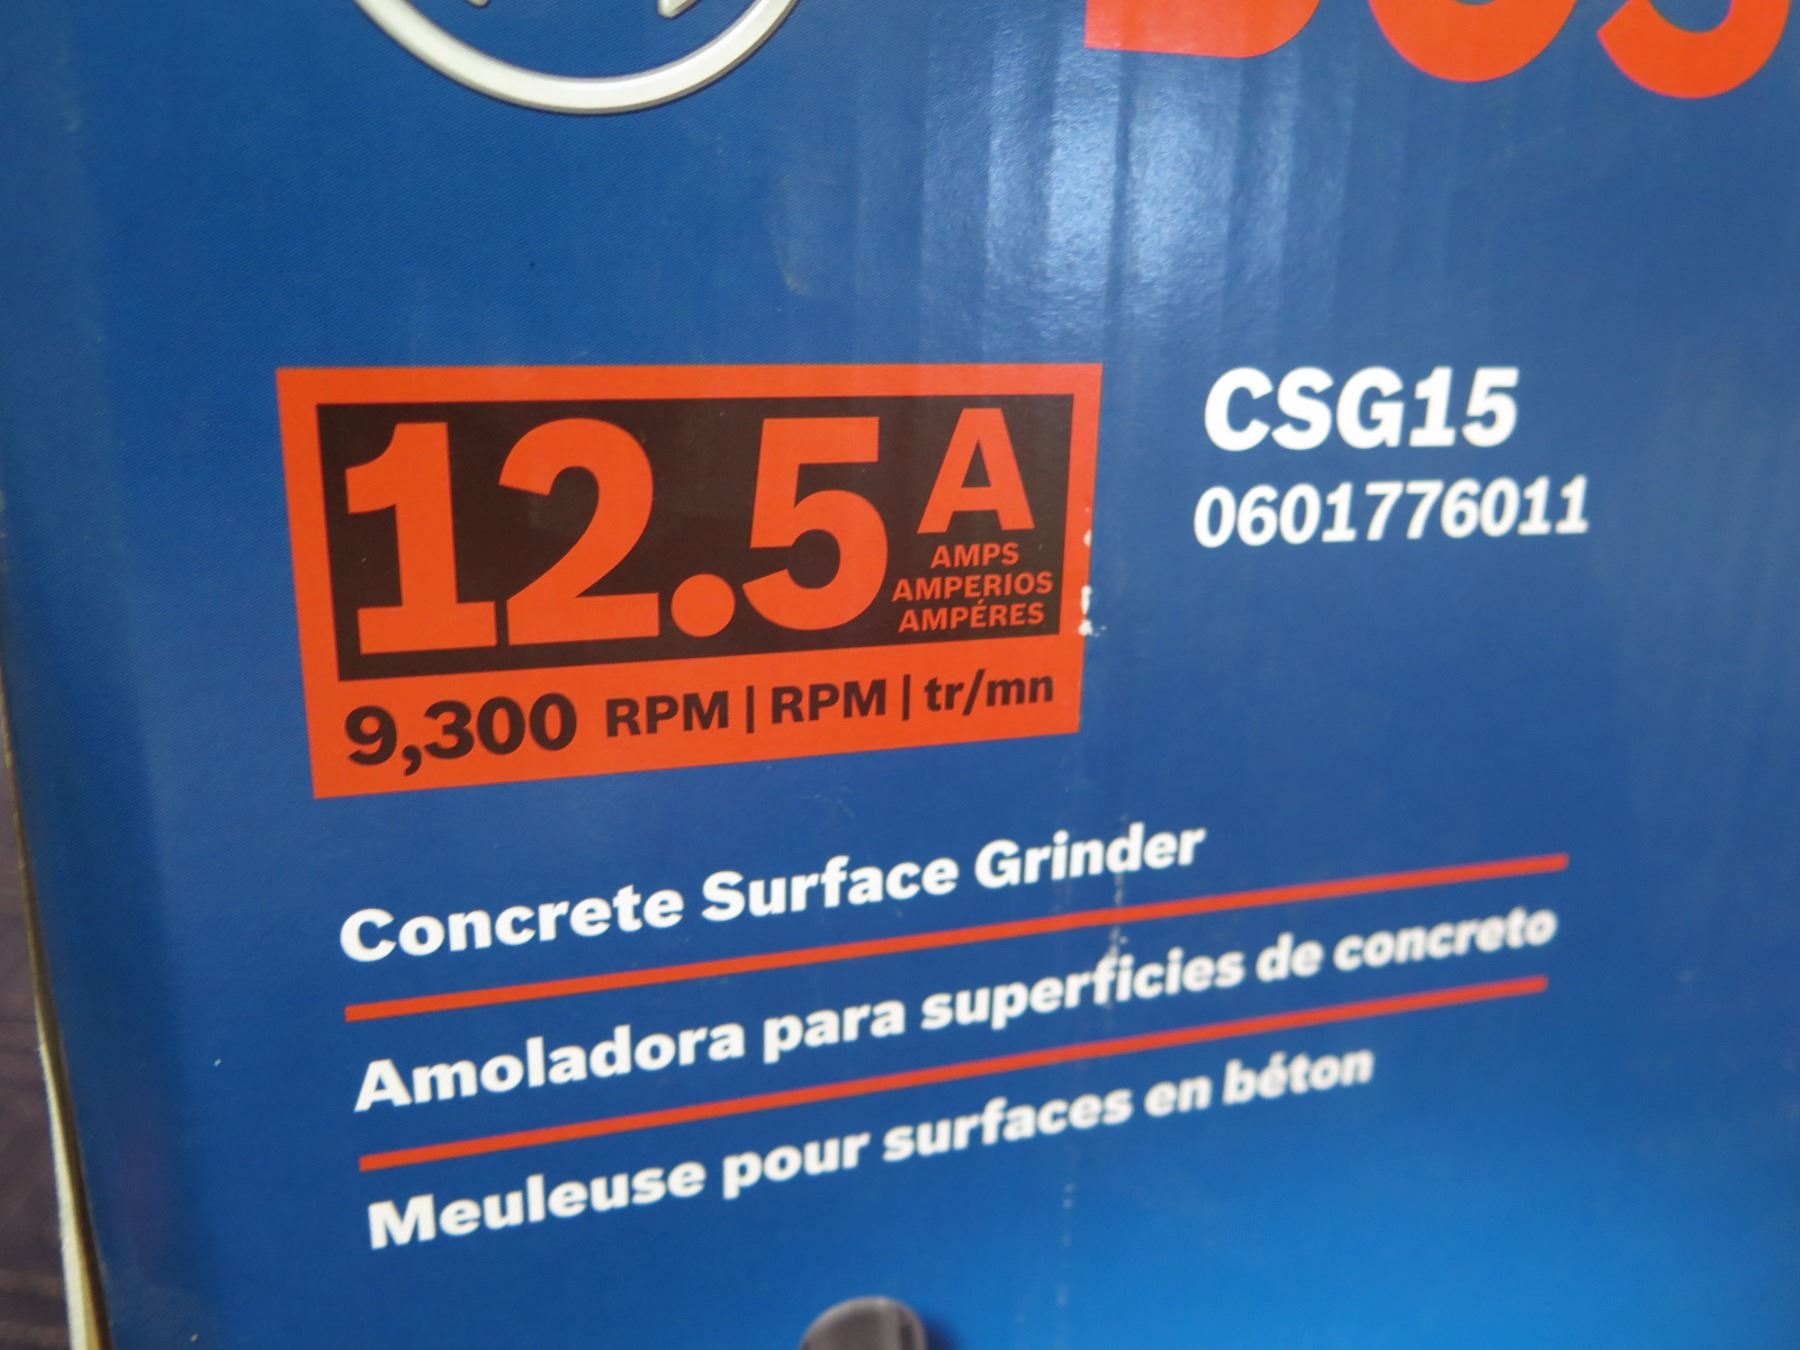 12.5 A
AMPS
AMPERIOS
AMPÉRES
9,300 RPM | RPM | tr/mn
CSG15
0601776011
Concrete Surface Grinder
Amoladora para superficies de concreto
Meuleuse pour surfaces en béton